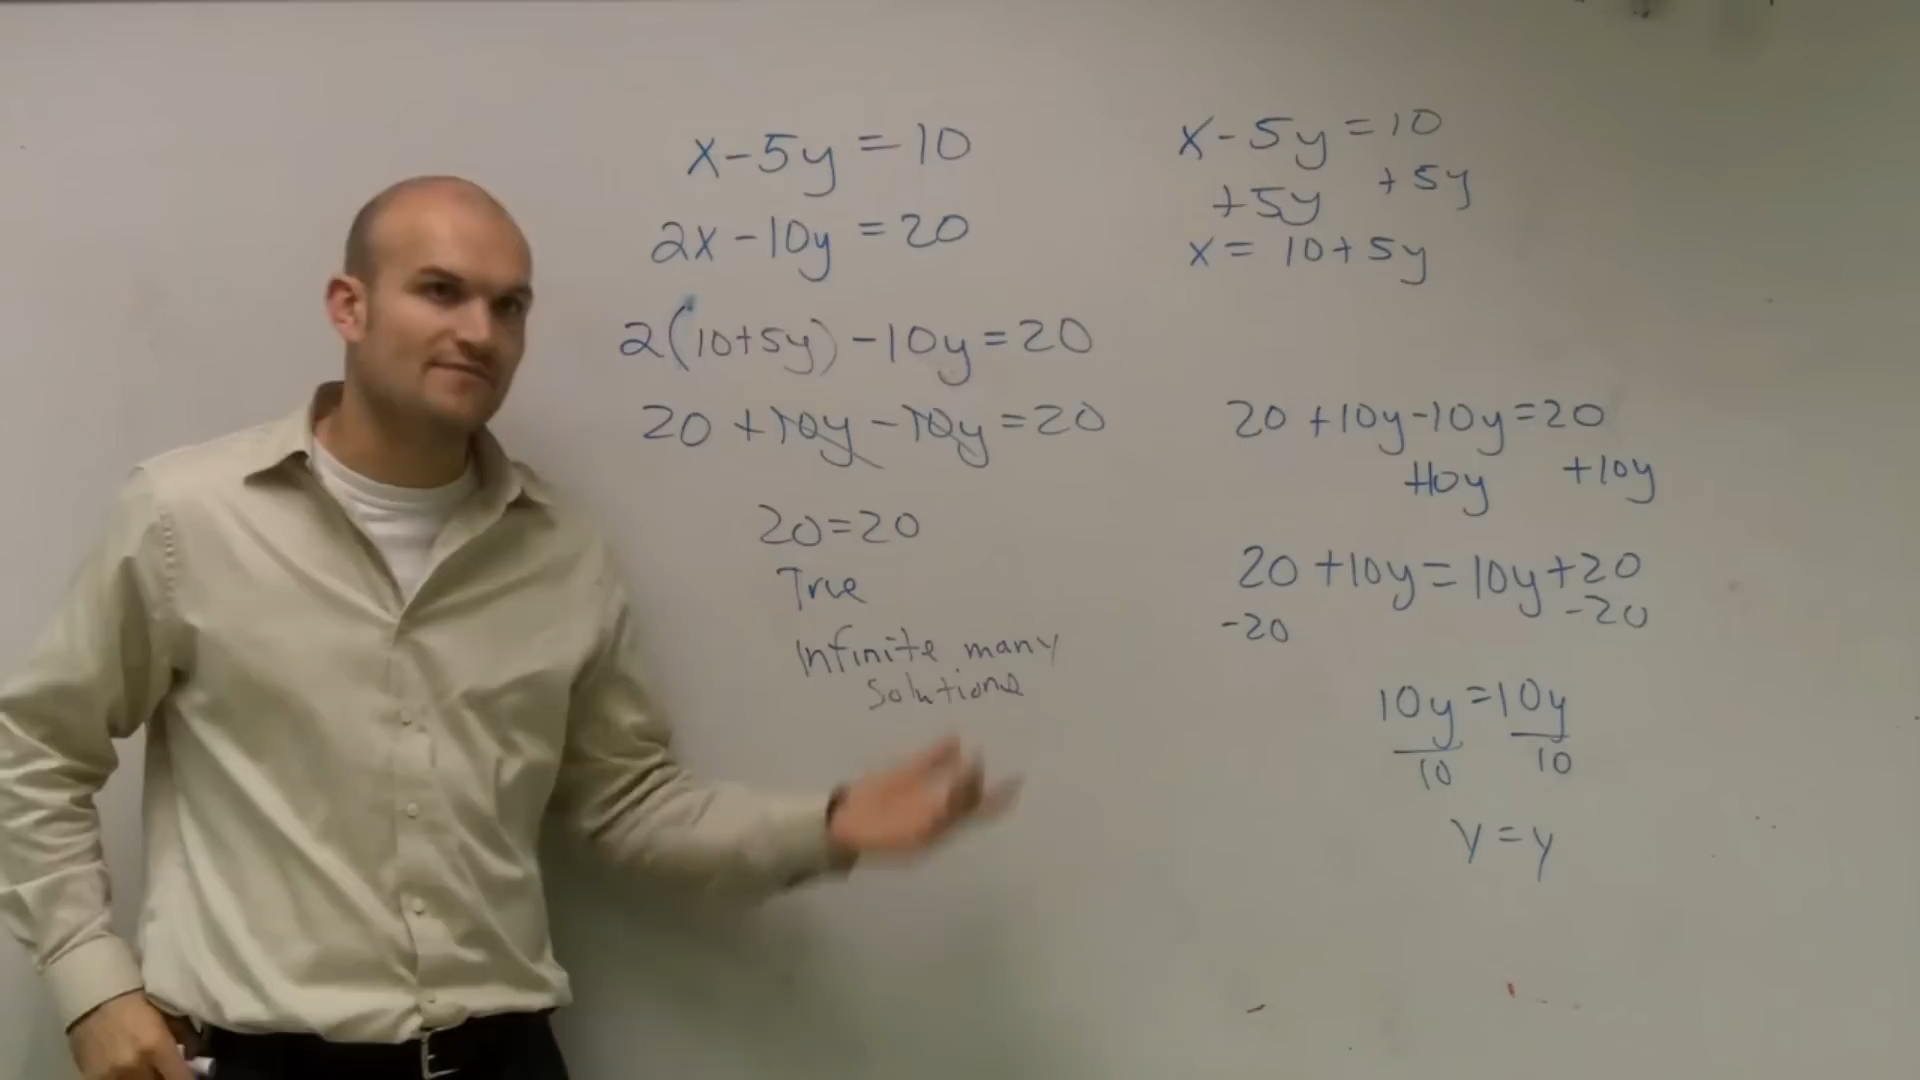 x-5y=10
2x-10y=20
2(10+5y)-10y=20
20+10y-10y=20
20=20
True
Infinite many
Solutions
x-5y=10
+5y +5y
x=10+5y
20+10y-10y=20
+10y +10y
20+10y=10y+20
-20 -20
10y=10y
10 10
y=y